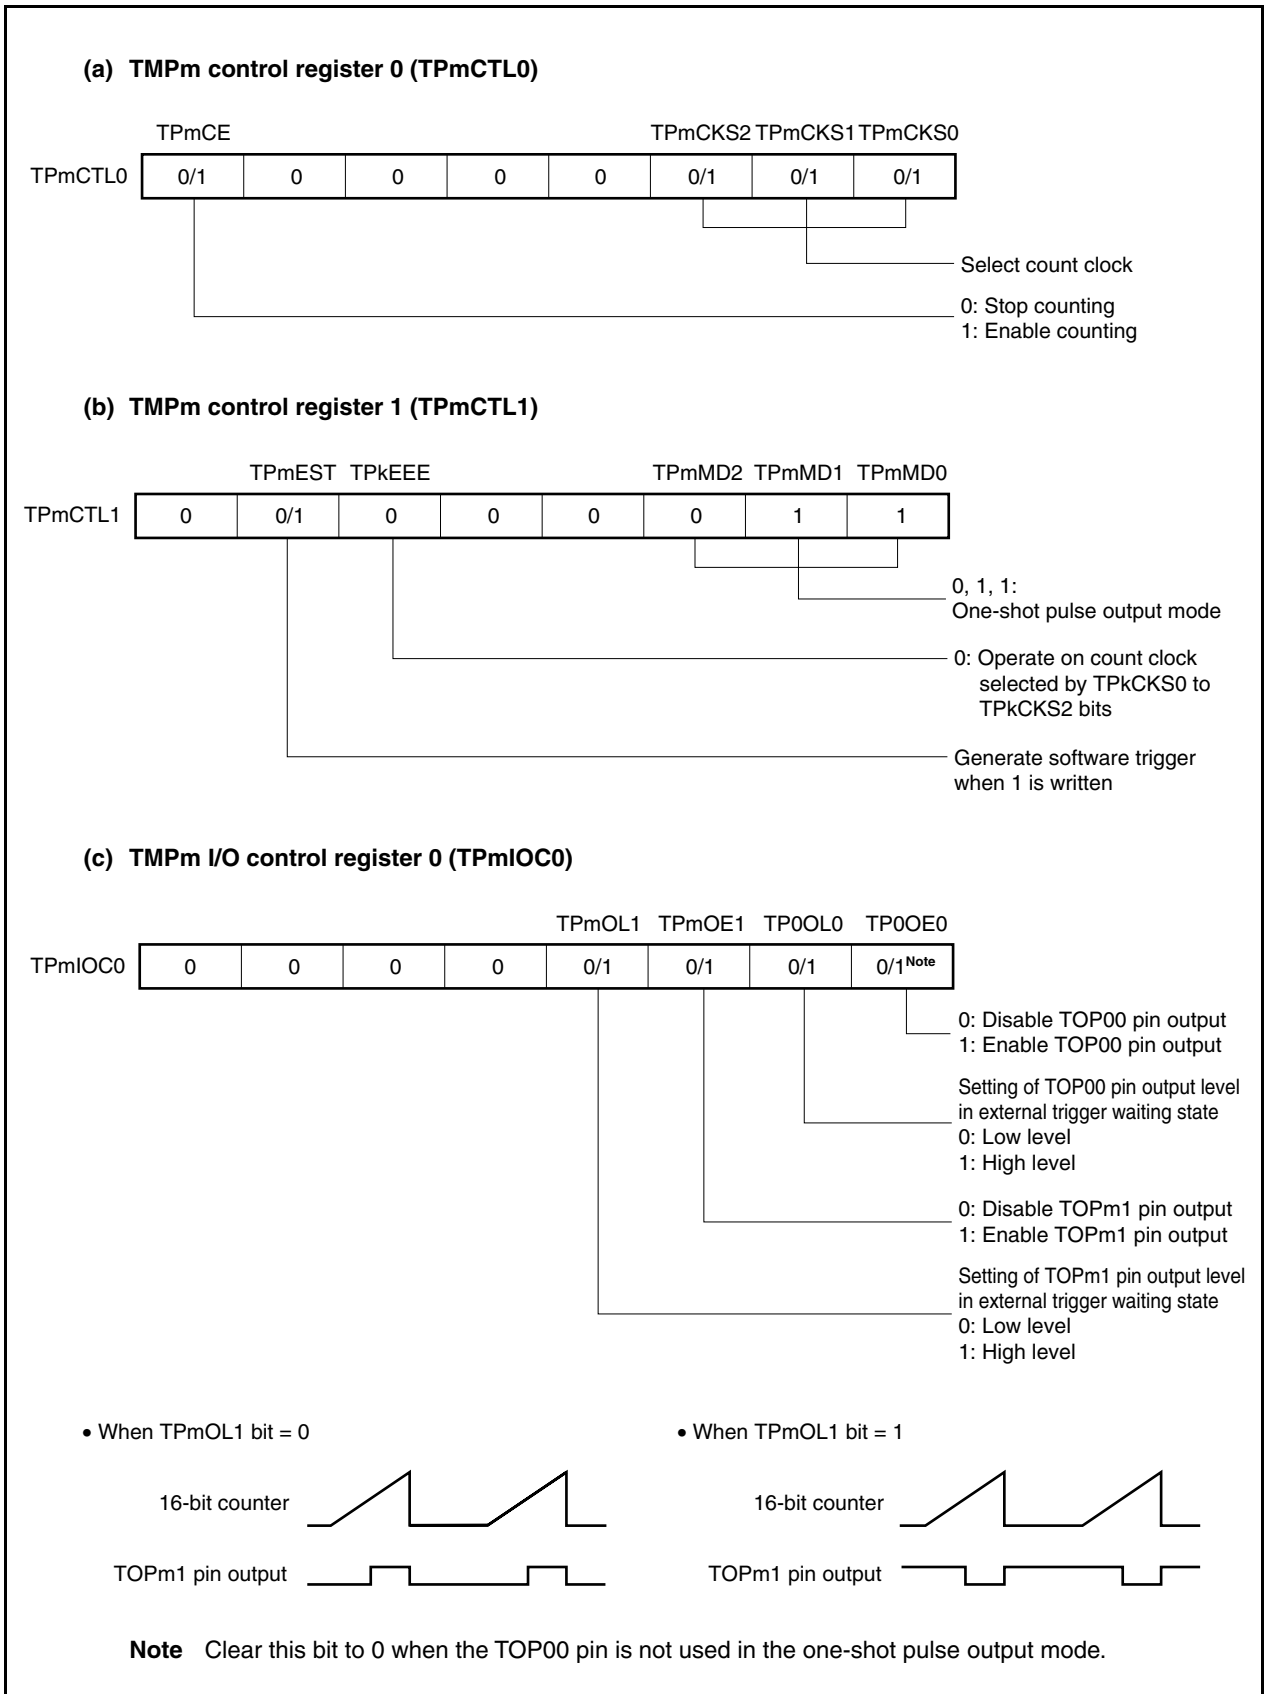 (a) TMPm control register 0 (TPmCTL0)
TPmCE TPmCKS2 TPmCKS1 TPmCKS0
TPmCTL0 0/1 0 0 0 0 0/1 0/1 0/1
Select count clock
0: Stop counting
1: Enable counting
(b) TMPm control register 1 (TPmCTL1)
TPmEST TPkEEE TPmMD2 TPmMD1 TPmMD0
TPmCTL1 0 0/1 0 0 0 0 1 1
0, 1, 1:
One-shot pulse output mode
0: Operate on count clock
selected by TPkCKS0 to
TPkCKS2 bits
Generate software trigger
when 1 is written
(c) TMPm I/O control register 0 (TPmIOC0)
TPmOL1 TPmOE1 TP0OL0 TP0OE0
TPmIOC0 0 0 0 0 0/1 0/1 0/1 0/1Note
0: Disable TOP00 pin output
1: Enable TOP00 pin output
Setting of TOP00 pin output level
in external trigger waiting state
0: Low level
1: High level
0: Disable TOPm1 pin output
1: Enable TOPm1 pin output
Setting of TOPm1 pin output level
in external trigger waiting state
0: Low level
1: High level
• When TPmOL1 bit = 0
16-bit counter
TOPm1 pin output
• When TPmOL1 bit = 1
16-bit counter
TOPm1 pin output
Note Clear this bit to 0 when the TOP00 pin is not used in the one-shot pulse output mode.